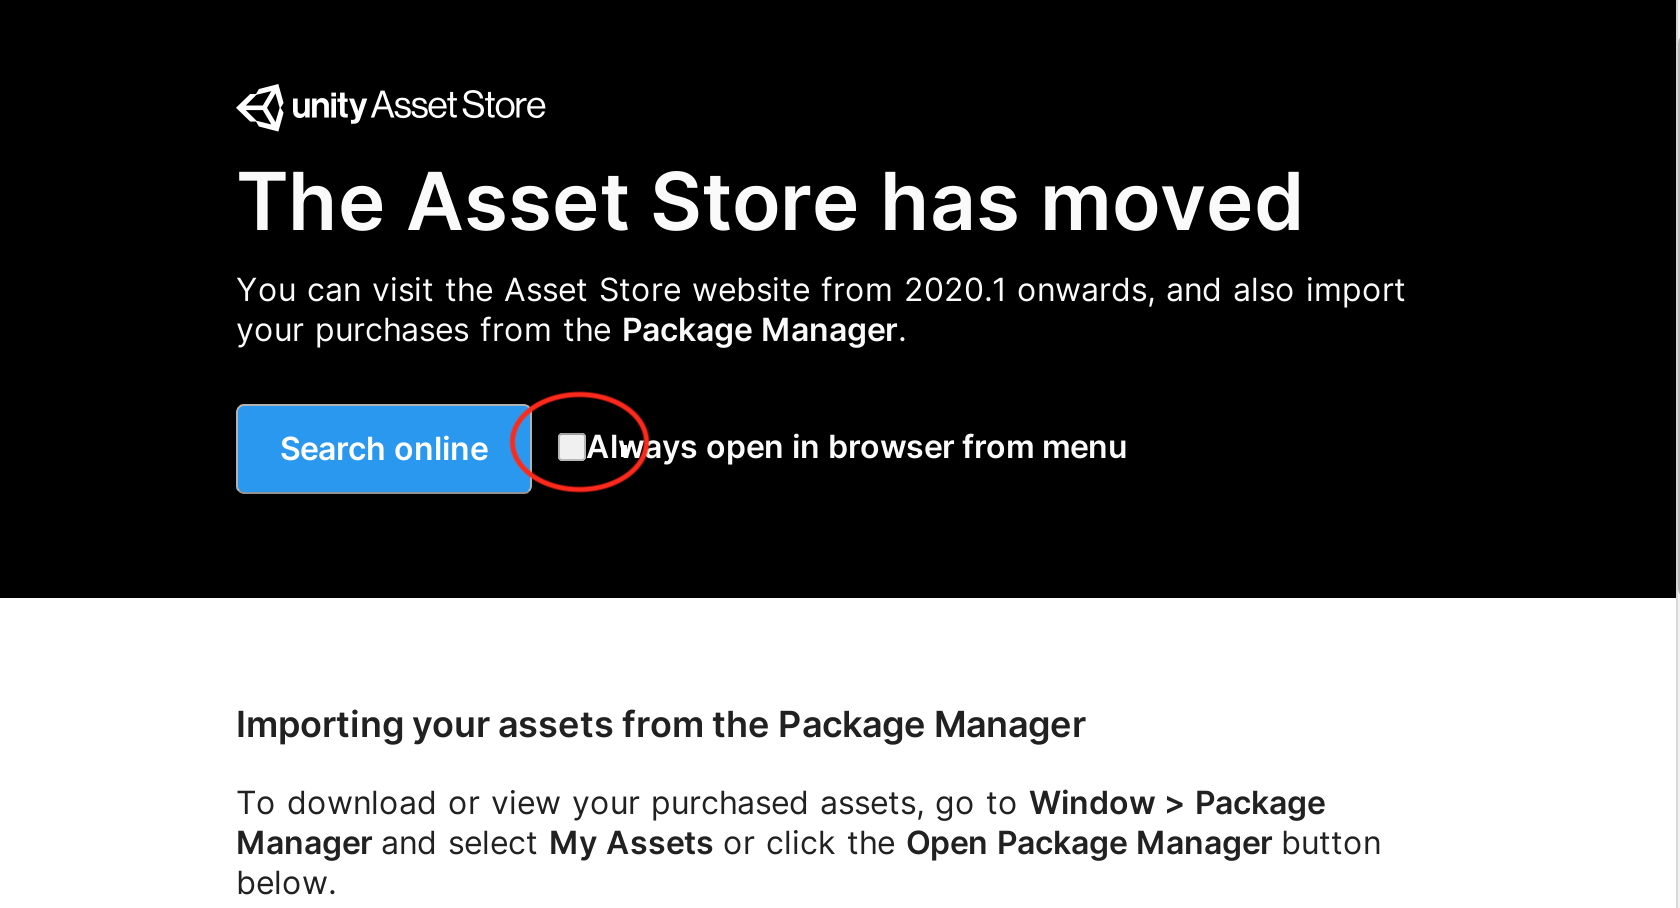 unity Asset Store
The Asset Store has moved
You can visit the Asset Store website from 2020.1 onwards, and also import
your purchases from the Package Manager.
Search online
Always open in browser from menu
Importing your assets from the Package Manager
To download or view your purchased assets, go to Window > Package
Manager and select My Assets or click the Open Package Manager button
below.